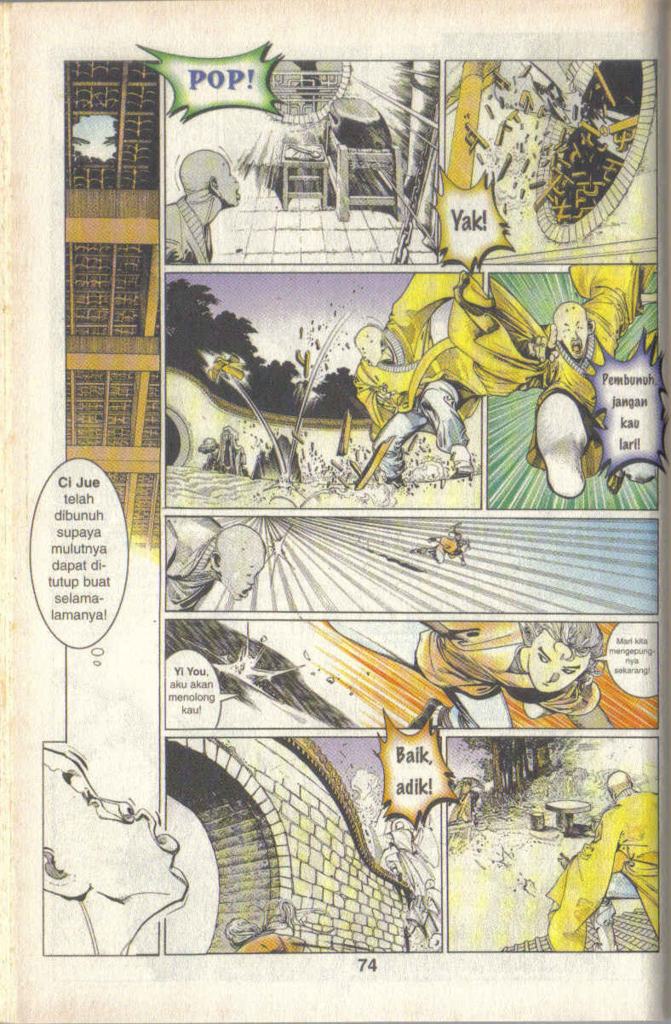 POP!
Yak!
Pembunuh,
jangan
kau
lari!
Ci Jue
telah
dibunuh
supaya
mulutnya
dapat di-
tutup buat
selama-
lamanya!
Yi You,
aku akan
menolong
kau!
Mari kita
mengepung-
nya
sekarang!
Baik,
adik!
74